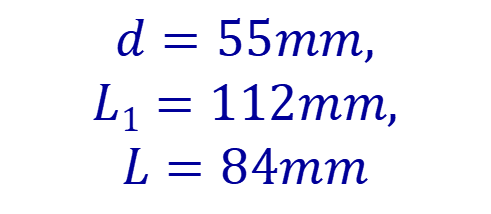 d = 55mm,
L₁ = 112mm,
L = 84mm